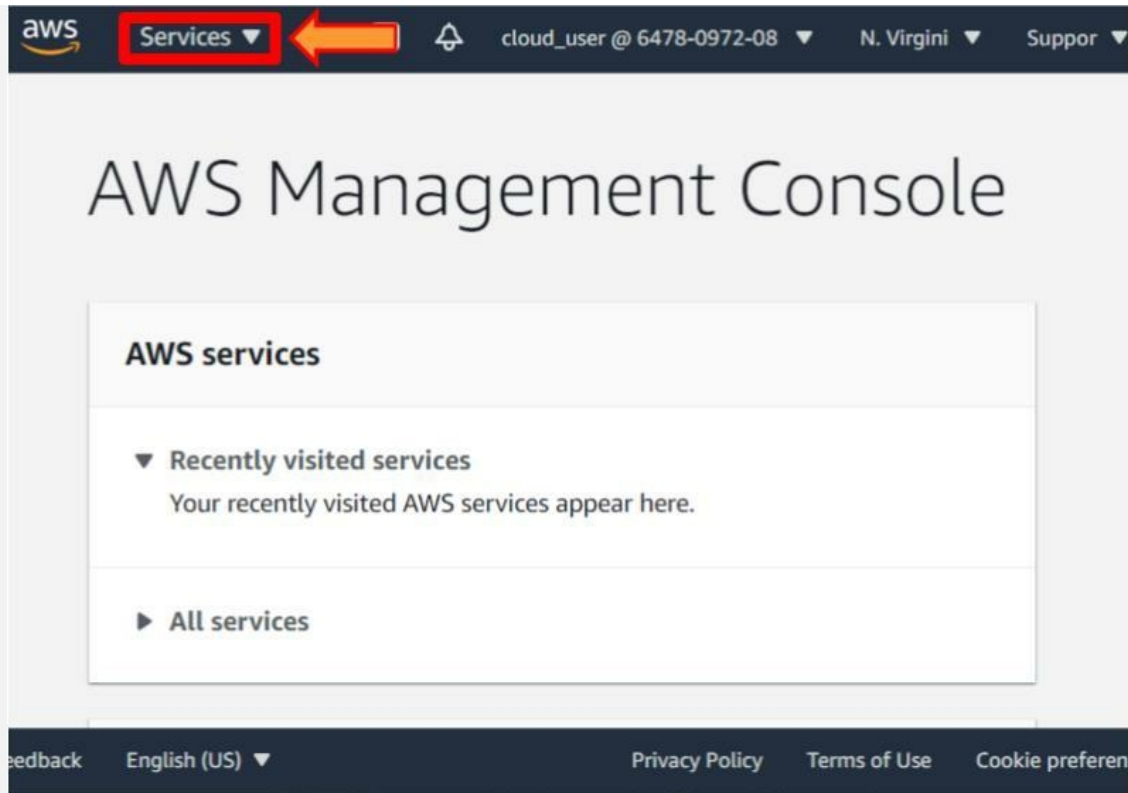 aws Services cloud_user @ 6478-0972-08 N. Virgini Suppor
AWS Management Console
AWS services
Recently visited services
Your recently visited AWS services appear here.
All services
eedback English (US) Privacy Policy Terms of Use Cookie preferen